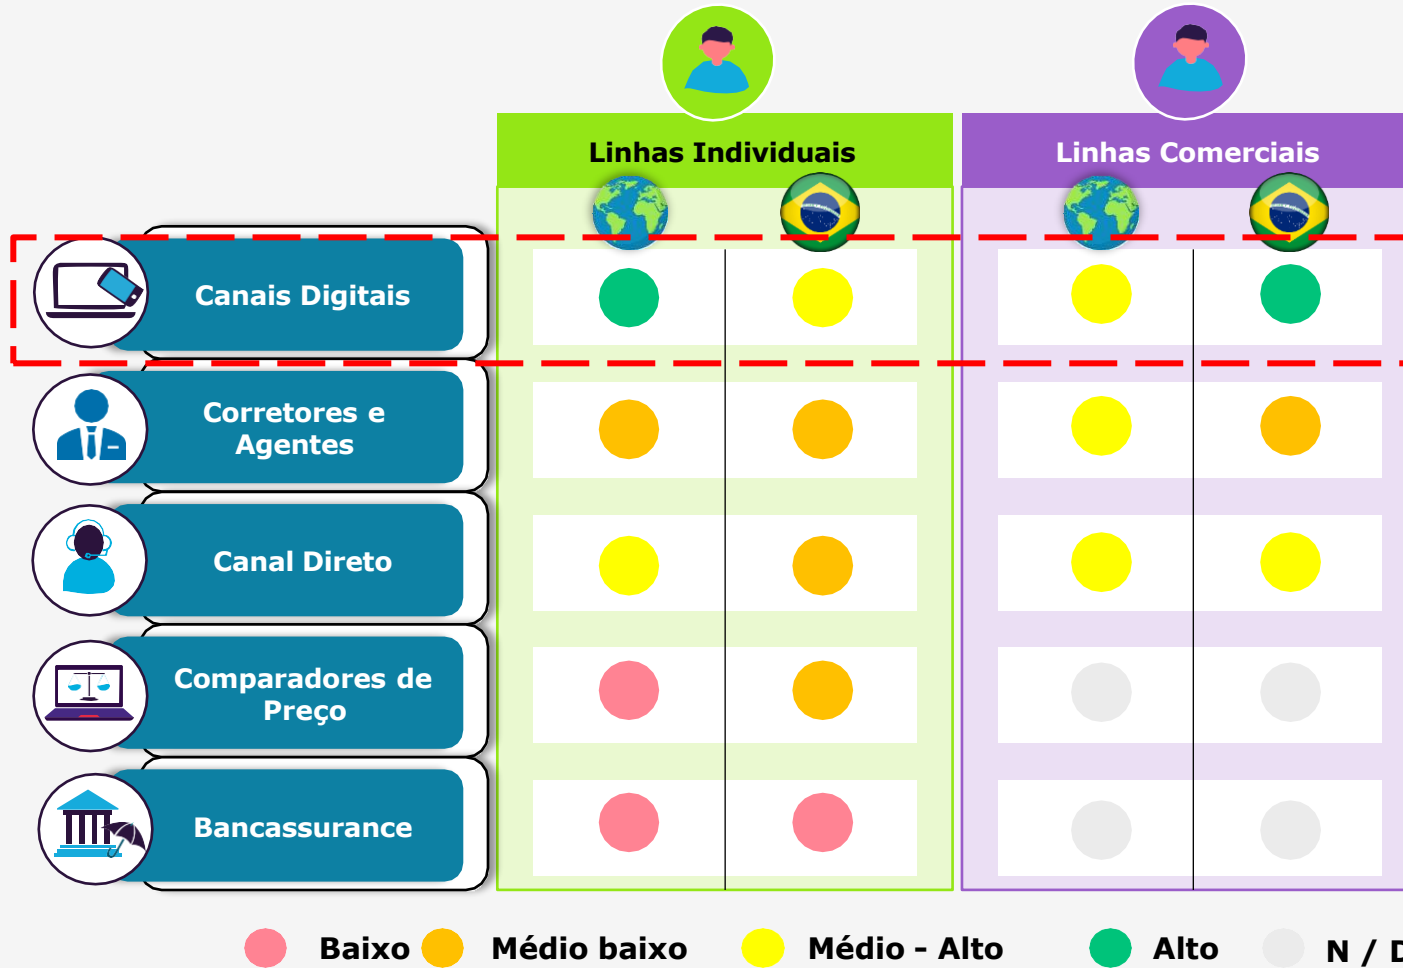 Linhas Individuais
Linhas Comerciais
Canais Digitais
Corretores e
Agentes
Canal Direto
Comparadores de
Preço
Bancassurance
Baixo
Médio baixo
Médio - Alto
Alto
N / D